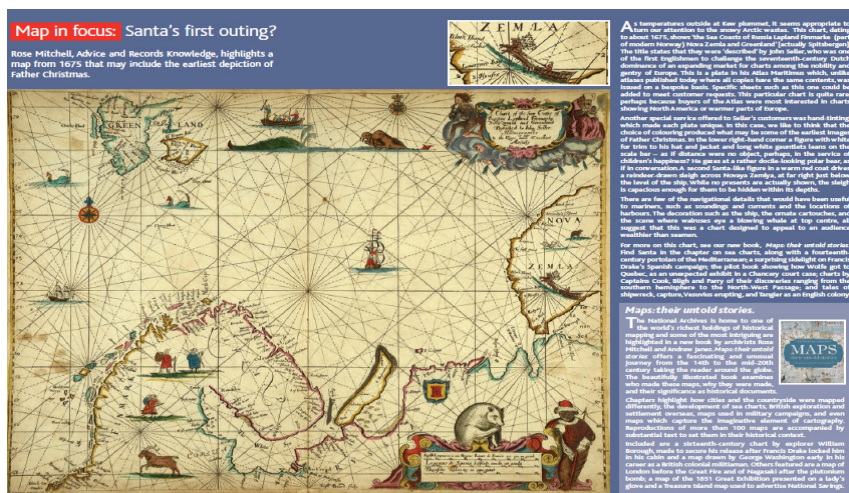 Map in focus: Santa's first outing?
Rose Mitchell, Advice and Records Knowledge, highlights a
map from 1675 that may include the earliest depiction of
Father Christmas.
ZEMLA
GREEN LAND
NOVA
ZEMLA
As temperatures outside at Kew plummet, it seems appropriate to
turn our attention to the snowy Arctic wastes. This chart, dating
to about 1675, shows 'the Sea Coasts of Russia Lapland Finmarke (part
of modern Norway) Nova Zemla and Greenland' [actually Spitsbergen].
The title states that they were 'described' by John Seller, who was one
of the first Englishmen to challenge the seventeenth-century Dutch
dominance of an expanding market for charts among the nobility and
gentry of Europe. This is a plate in his Atlas Maritimus which, unlike
atlases published today where all copies have the same contents, was
issued on a bespoke basis. Specific sheets such as this one could be
added to meet customer requests. This particular chart is quite rare,
perhaps because buyers of the Atlas were most interested in charts
showing North America or warmer parts of Europe.
Another special service offered to Seller's customers was hand-tinting
which made each plate unique. In this case, we like to think that the
choice of colouring produced what may be some of the earliest images
of Father Christmas. In the lower right-hand corner a figure with white
fur trim to his hat and jacket and long white gauntlets leans on the
scale bar – as if distance were no object, perhaps, in the service of
children's happiness? He gazes at a rather docile-looking polar bear, as
if in conversation. A second Santa-like figure in a warm red coat drives
a reindeer-drawn sleigh across Novaya Zemlya, at far right just below
the level of the ship. While no presents are actually shown, the sleigh
is capacious enough for them to be hidden within its depths.
There are few of the navigational details that would have been useful
to mariners, such as soundings and currents and the locations of
harbours. The decoration such as the ship, the ornate cartouches, and
the scene where walruses eye a blowing whale at top centre, all
suggest that this was a chart designed to appeal to an audience
wealthier than seamen.
For more on this chart, see our new book, Maps their untold stories.
Find Santa in the chapter on sea charts, along with a fourteenth-
century portolan of the Mediterranean; a surprising sidelight on Francis
Drake's Spanish campaign; the pilot book showing how Wolfe got to
Quebec, as an unexpected exhibit in a Chancery court case; charts by
Captains Cook, Bligh and Parry of their discoveries ranging from the
southern hemisphere to the North-West Passage; and tales of
shipwreck, capture, Vesuvius erupting, and Tangier as an English colony.
Maps: their untold stories.
The National Archives is home to one of
the world's richest holdings of historical
mapping and some of the most intriguing are
highlighted in a new book by archivists Rose
Mitchell and Andrew Janes. Maps their untold
stories offers a fascinating and unusual
journey from the 14th to the mid-20th
century taking the reader around the globe.
The beautifully illustrated book examines
who made these maps, why they were made,
and their significance as historical documents.
MAPS
Chapters highlight how cities and the countryside were mapped
differently, the development of sea charts, British exploration and
settlement overseas, maps used in military campaigns, and even
maps which capture the imaginative element of cartography.
Reproductions of more than 100 maps are accompanied by
substantial text to set them in their historical context.
Included are a sixteenth-century chart by explorer William
Borough, made to secure his release after Francis Drake locked him
in his cabin and a map drawn by George Washington early in his
career as a British colonial militiaman. Others featured are a map of
London before the Great Fire and of Nagasaki after the plutonium
bomb; a map of the 1851 Great Exhibition presented on a lady's
glove and a Treasure Island map used to advertize National Savings.